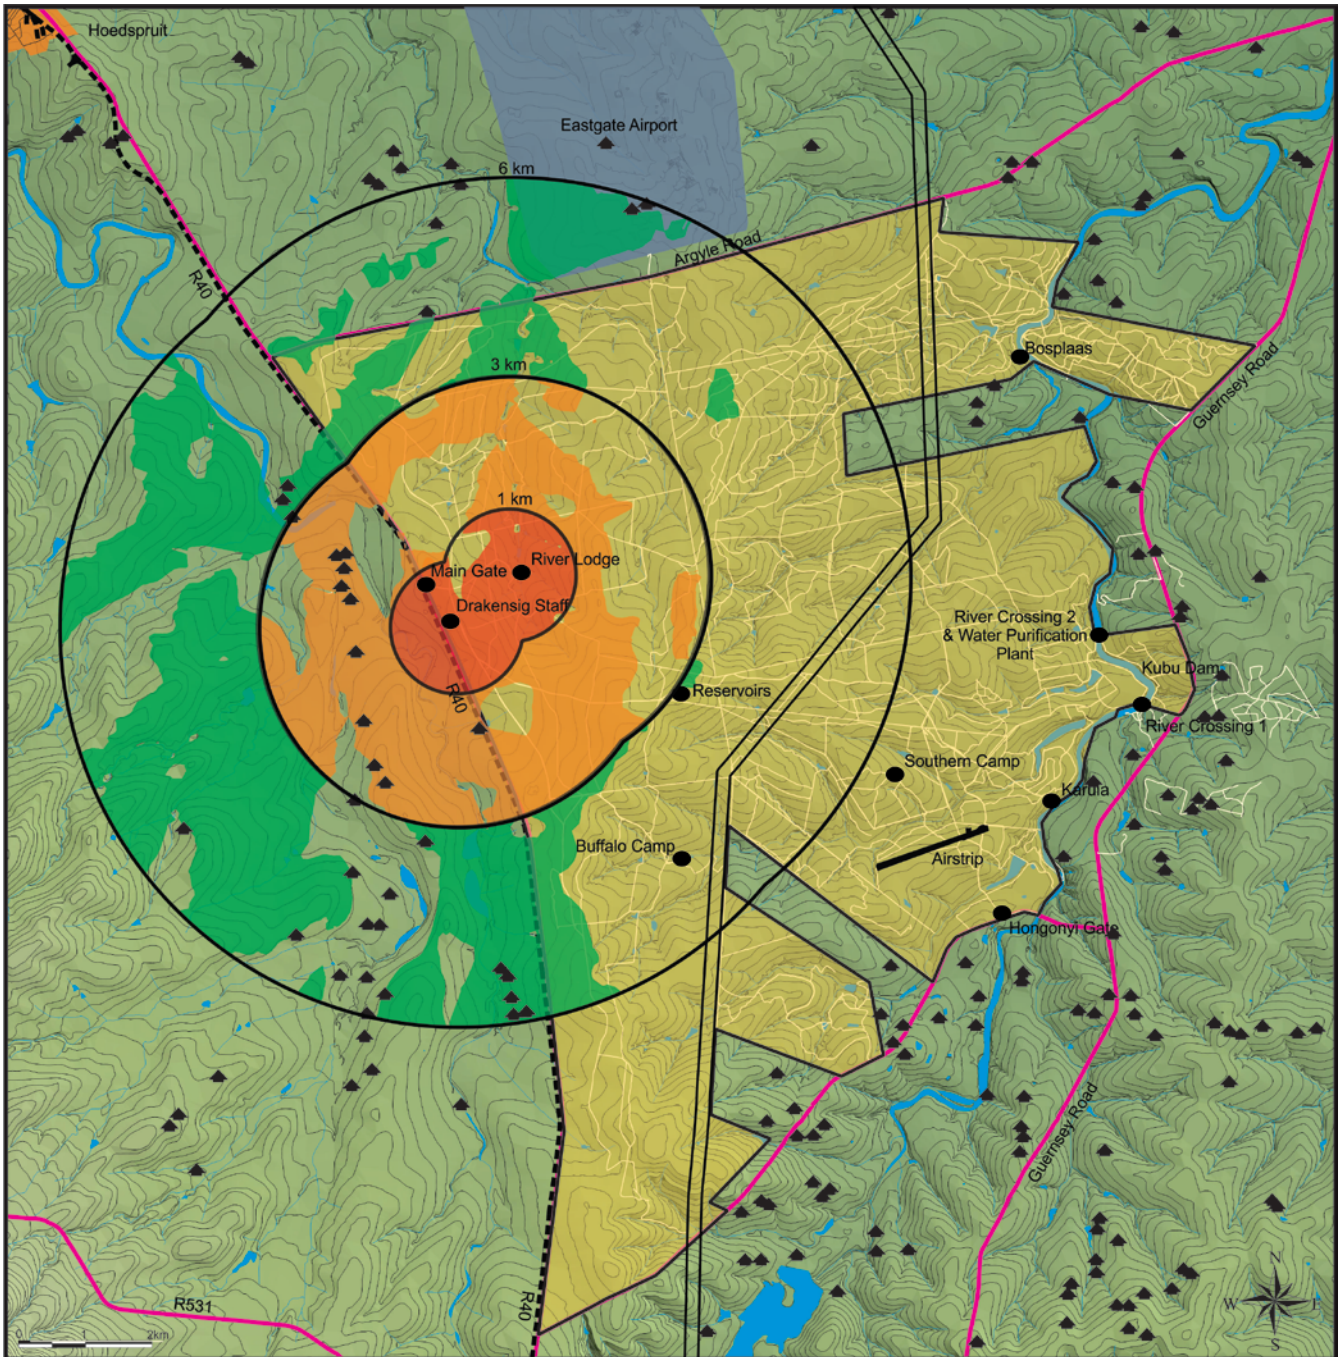 Hoedspruit
Eastgate Airport
6 km
Argyle Road
R40
Bosplaas
3 km
Guernsey Road
1 km
River Lodge
Main Gate
Drakensig Staff
River Crossing 2
& Water Purification
Plant
Kubu Dam
R40
Reservoirs
River Crossing 1
Southern Camp
Karula
Buffalo Camp
Airstrip
Hongonyi Gate
Guernsey Road
N
W
E
S
R531
R40
0
1
2km